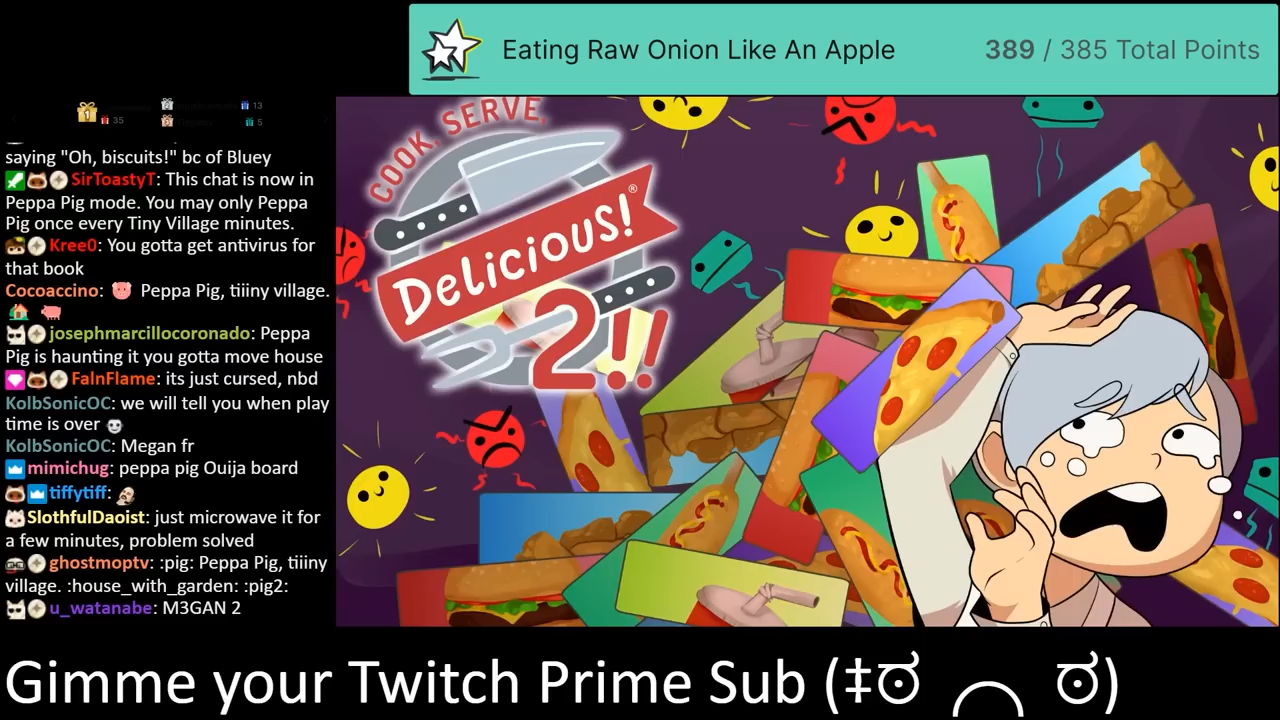 Eating Raw Onion Like An Apple 389 / 385 Total Points
1 35 13
5
saying "Oh, biscuits!" bc of Bluey
SirToastyT: This chat is now in
Peppa Pig mode. You may only Peppa
Pig once every Tiny Village minutes.
Kree0: You gotta get antivirus for
that book
Cocoaccino: 🐷 Peppa Pig, tiiiny village.
🏡 🐖
josephmarcillocoronado: Peppa
Pig is haunting it you gotta move house
FalnFlame: its just cursed, nbd
KolbSonicOC: we will tell you when play
time is over
KolbSonicOC: Megan fr
mimichug: peppa pig Ouija board
tiffytiff:
SlothfulDaoist: just microwave it for
a few minutes, problem solved
ghostmoptv: :pig: Peppa Pig, tiiiny
village. :house_with_garden: :pig2:
u_watanabe: M3GAN 2
COOK, SERVE,
DELICIOUS!®
2!!
Gimme your Twitch Prime Sub (‡ಠ ╭╮ ಠ)